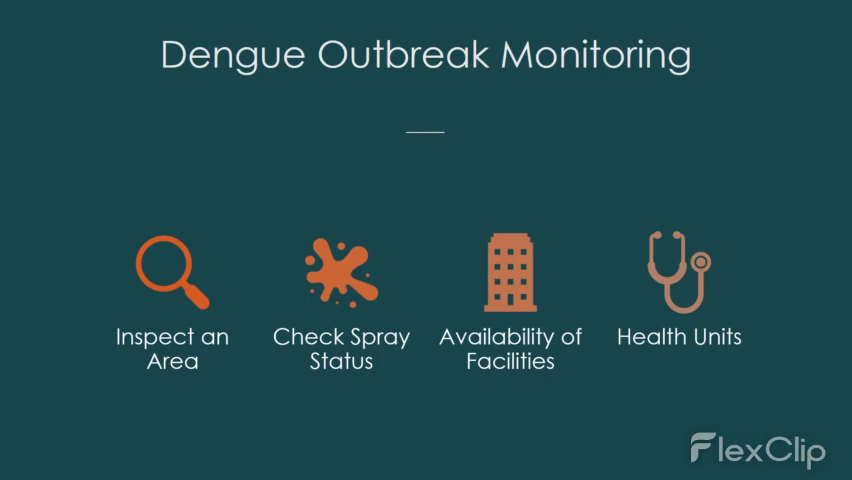 Dengue Outbreak Monitoring
Inspect an
Area
Check Spray
Status
Availability of
Facilities
Health Units
FlexClip